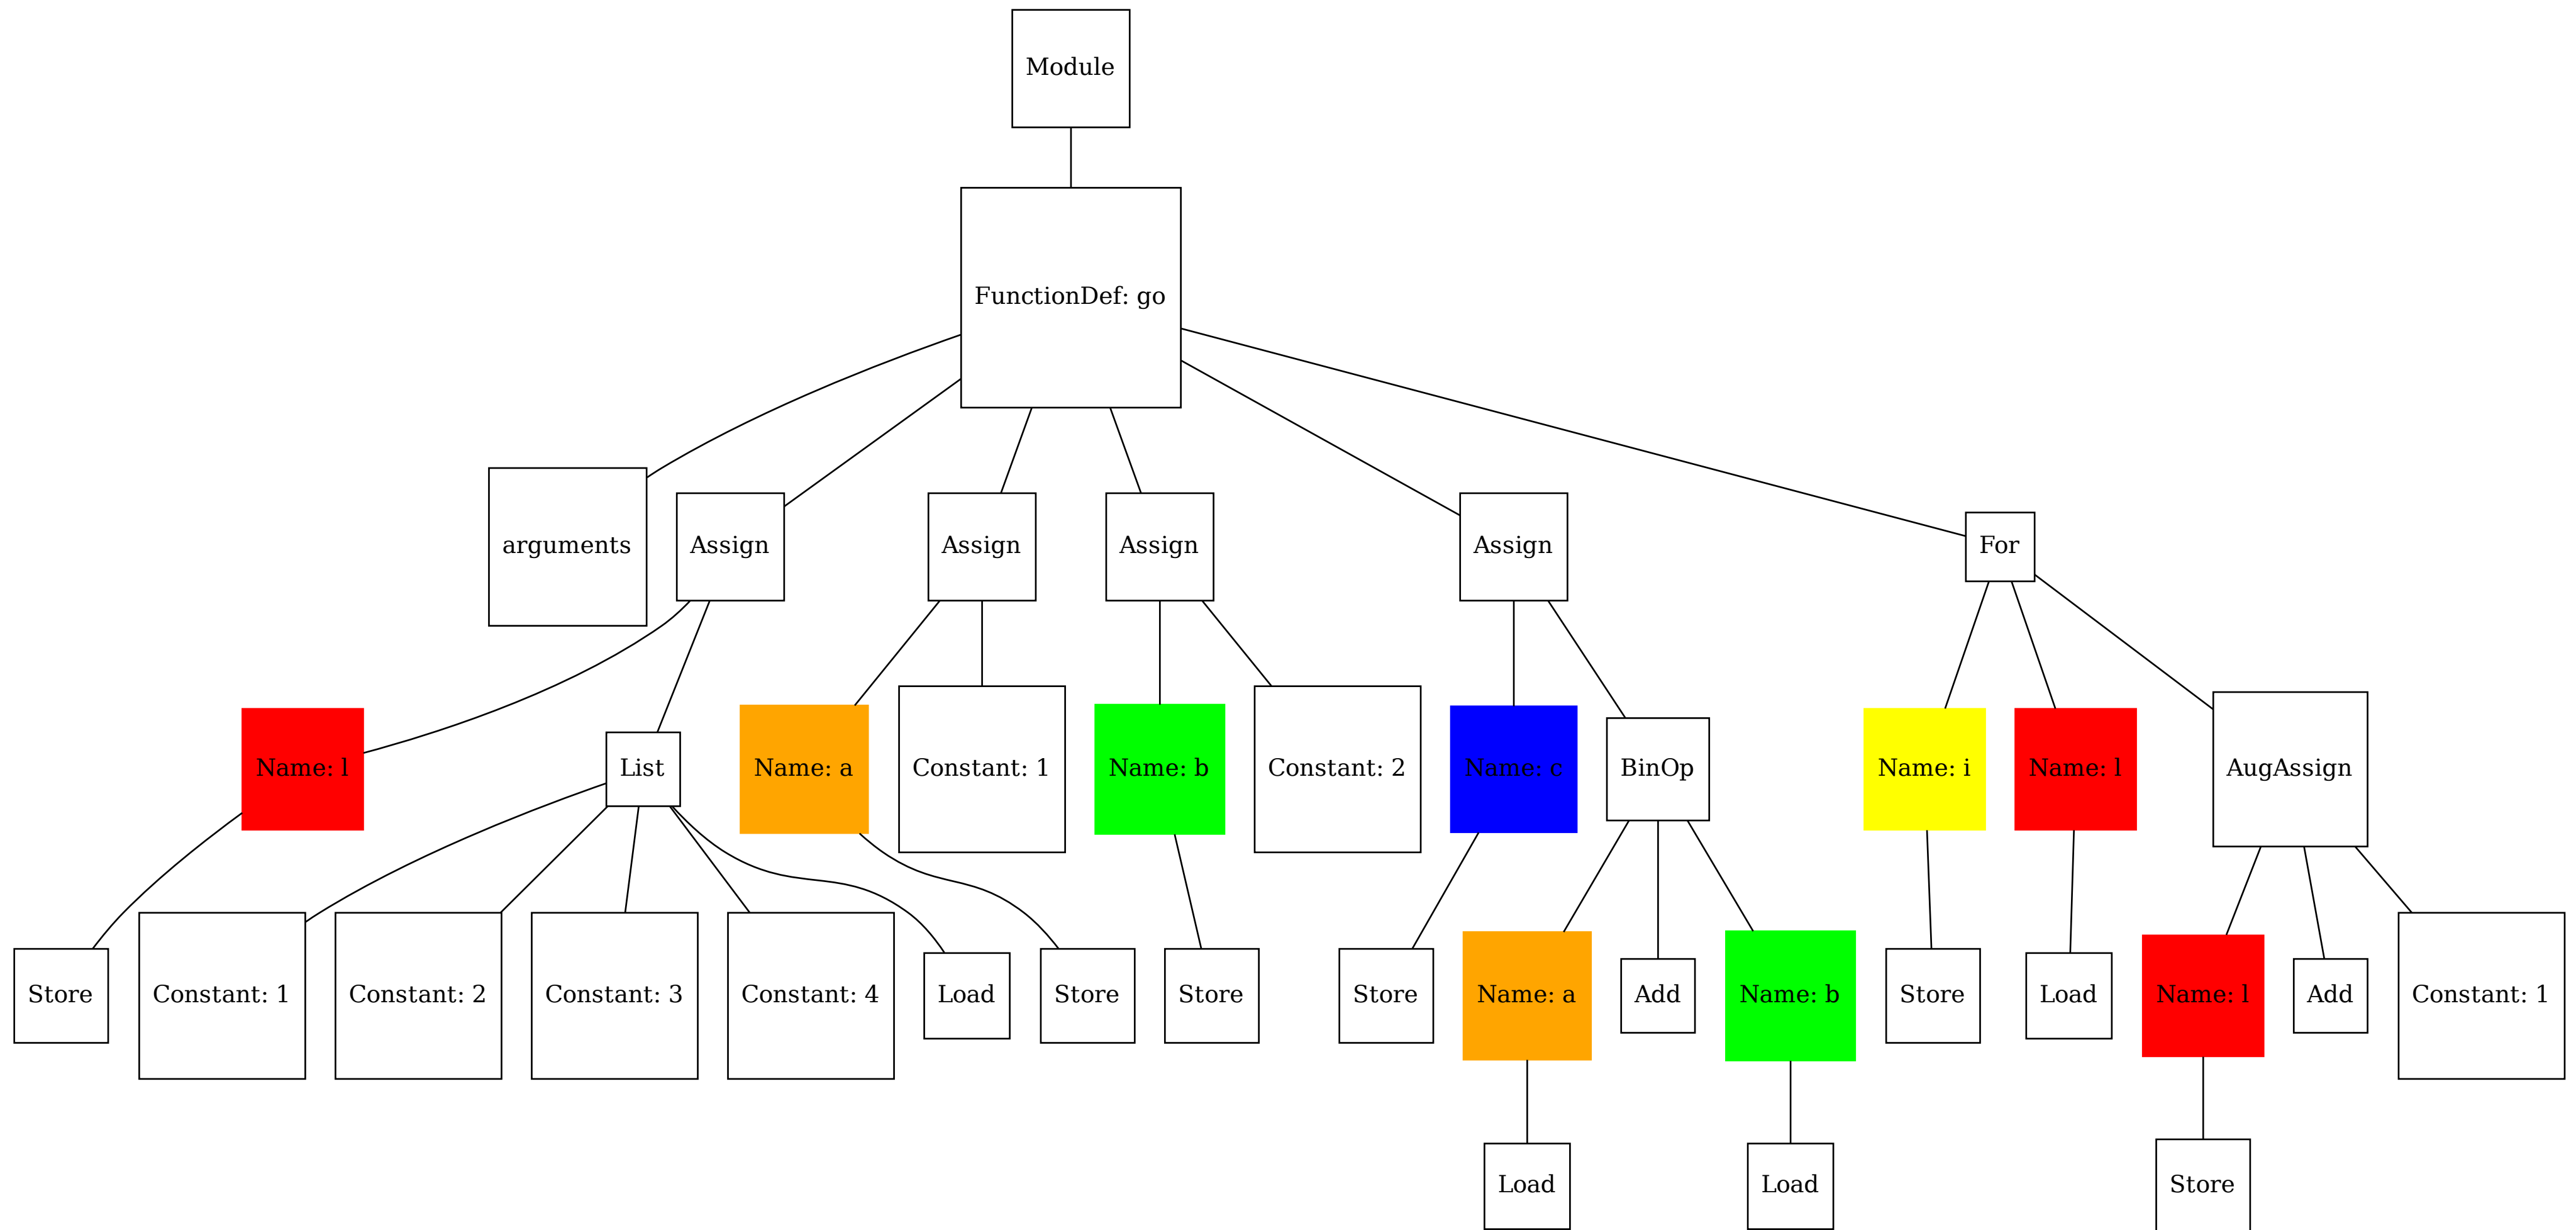 Module
FunctionDef: go
arguments
Assign
Assign
Assign
Assign
For
Name: l
List
Name: a
Constant: 1
Name: b
Constant: 2
Name: c
BinOp
Name: i
Name: l
AugAssign
Store
Constant: 1
Constant: 2
Constant: 3
Constant: 4
Load
Store
Store
Store
Name: a
Add
Name: b
Store
Load
Name: l
Add
Constant: 1
Load
Load
Store